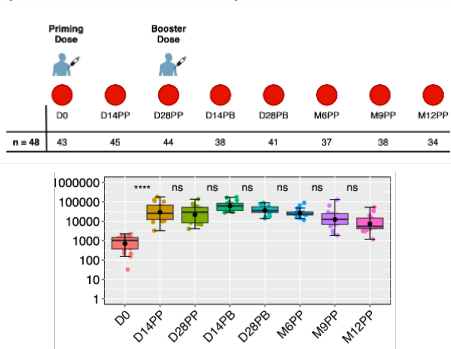 Priming Booster
Dose Dose
D0 D14PP D28PP D14PB D28PB M6PP M9PP M12PP
n = 48 43 45 44 38 41 37 38 34
**** ns ns ns ns ns ns
1000000
100000
10000
1000
100
10
1
D0 D14PP D28PP D14PB D28PB M6PP M9PP M12PP